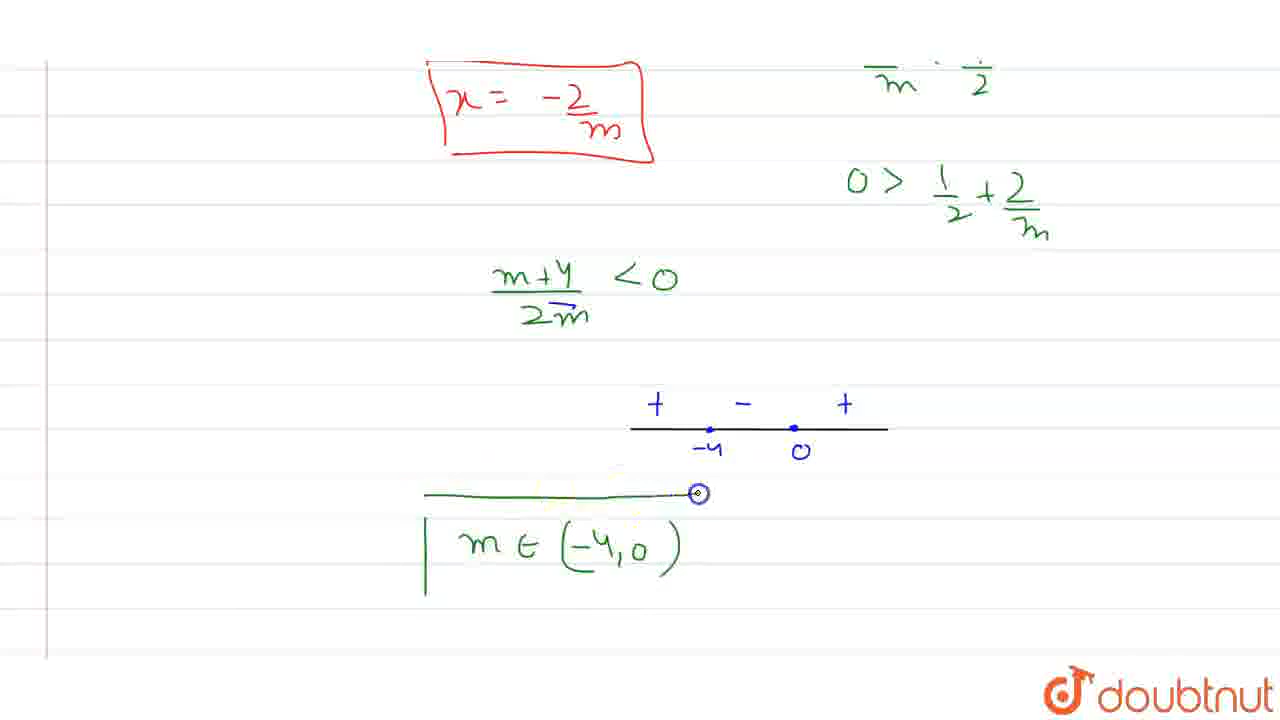 x = -2/m
m 2
0 > 1/2 + 2/m
m+4/2m < 0
+ - +
-4 0
m ∈ (-4,0)
doubtnut